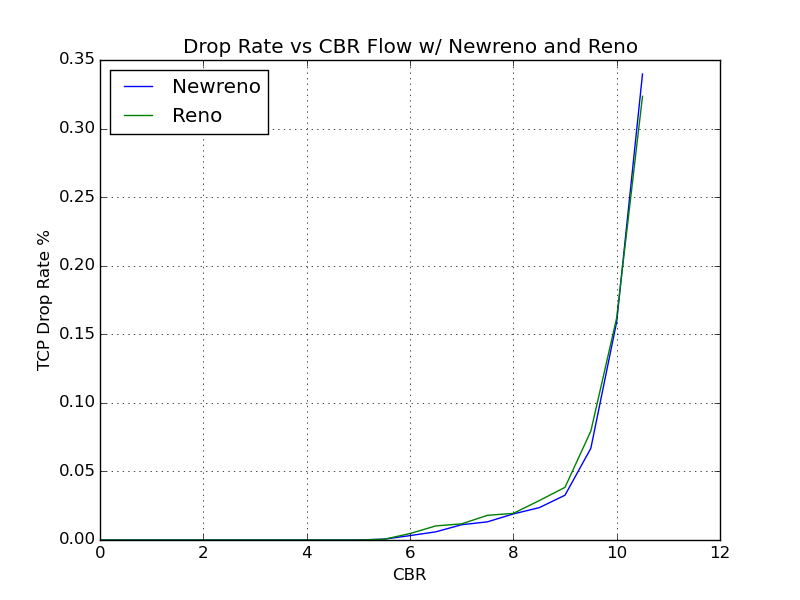 Drop Rate vs CBR Flow w/ Newreno and Reno
0.35
Newreno
Reno
0.30
0.25
0.20
0.15
0.10
0.05
0.00
TCP Drop Rate %
0 2 4 6 8 10 12
CBR